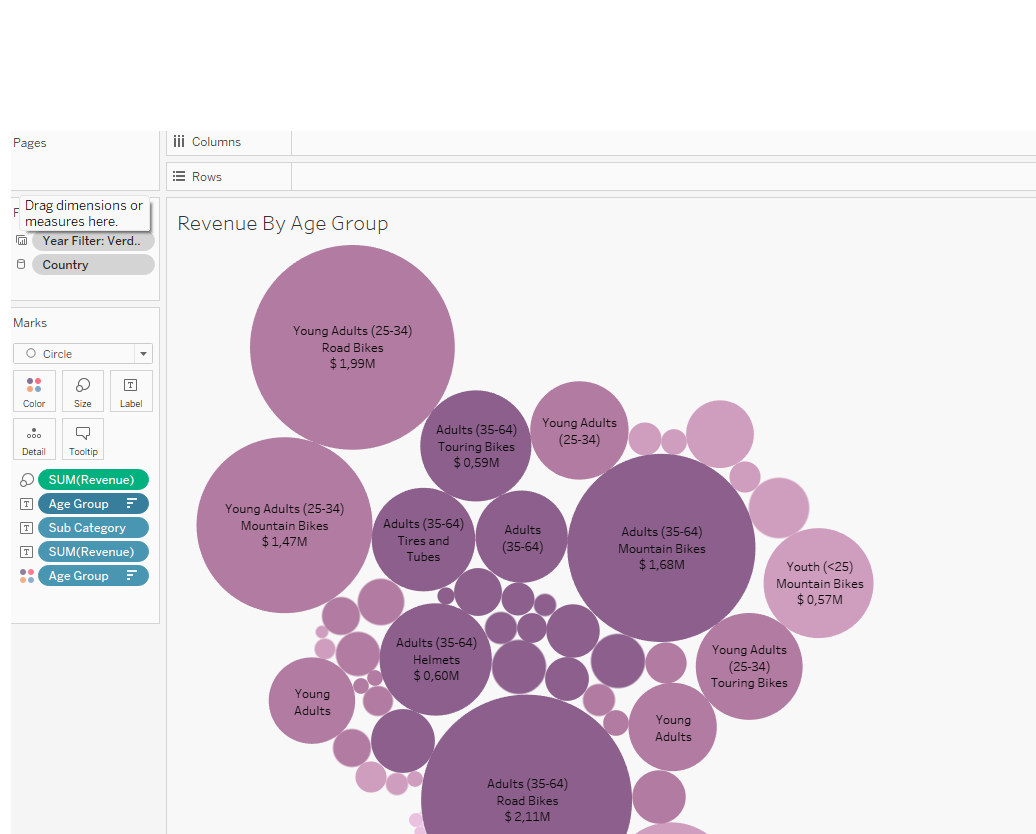 Pages
Columns
Rows
Drag dimensions or
measures here.
F
Year Filter: Verd..
Country
Marks
Circle
Color
Size
Label
Detail
Tooltip
SUM(Revenue)
Age Group
Sub Category
SUM(Revenue)
Age Group
Revenue By Age Group
Young Adults (25-34)
Road Bikes
$ 1,99M
Adults (35-64)
Touring Bikes
$ 0,59M
Young Adults
(25-34)
Young Adults (25-34)
Mountain Bikes
$ 1,47M
Adults (35-64)
Tires and
Tubes
Adults
(35-64)
Adults (35-64)
Mountain Bikes
$ 1,68M
Youth (<25)
Mountain Bikes
$ 0,57M
Adults (35-64)
Helmets
$ 0,60M
Young Adults
(25-34)
Touring Bikes
Young
Adults
Young
Adults
Adults (35-64)
Road Bikes
$ 2,11M